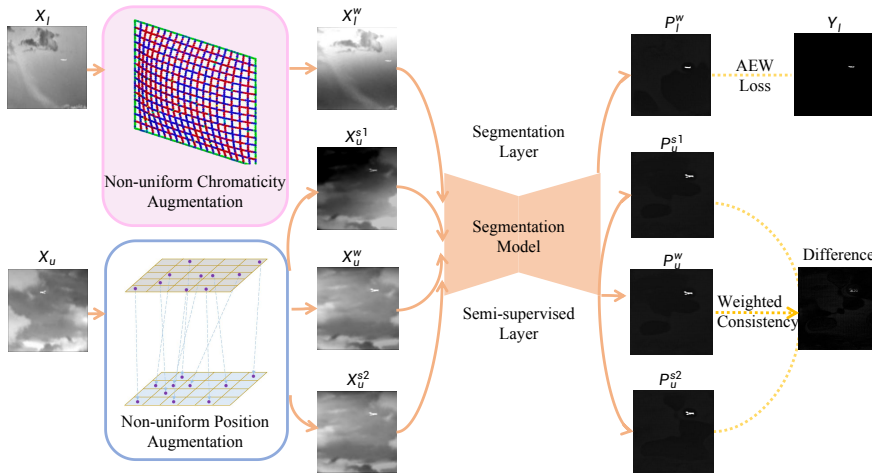 X_l
Non-uniform Chromaticity
Augmentation
X_l^w
X_u^{s1}
Segmentation
Layer
P_l^w
AEW
Loss
Y_l
P_u^{s1}
X_u
Non-uniform Position
Augmentation
X_u^w
X_u^{s2}
Segmentation
Model
Semi-supervised
Layer
P_u^w
Weighted
Consistency
Difference
P_u^{s2}